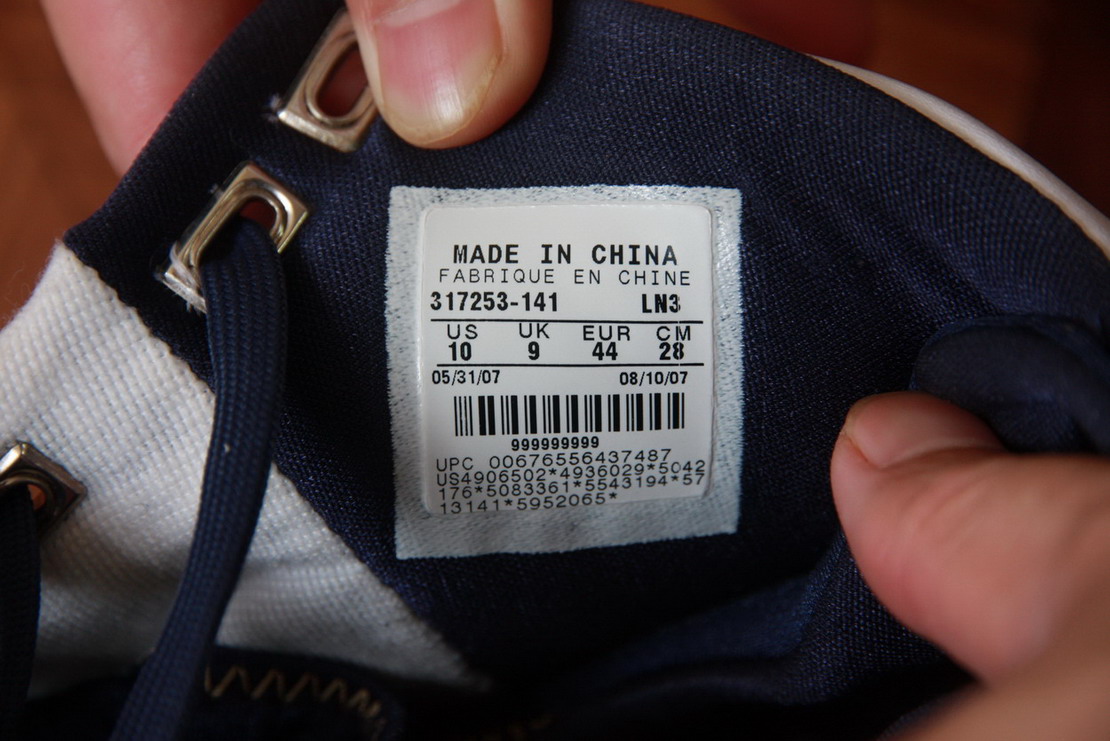 MADE IN CHINA
FABRIQUE EN CHINE
317253-141 LN3
US UK EUR CM
10 9 44 28
05/31/07 08/10/07
999999999
UPC 00676556437487
US4906502*4936029*5042
176*5083361*5543194*57
13141*5952065*